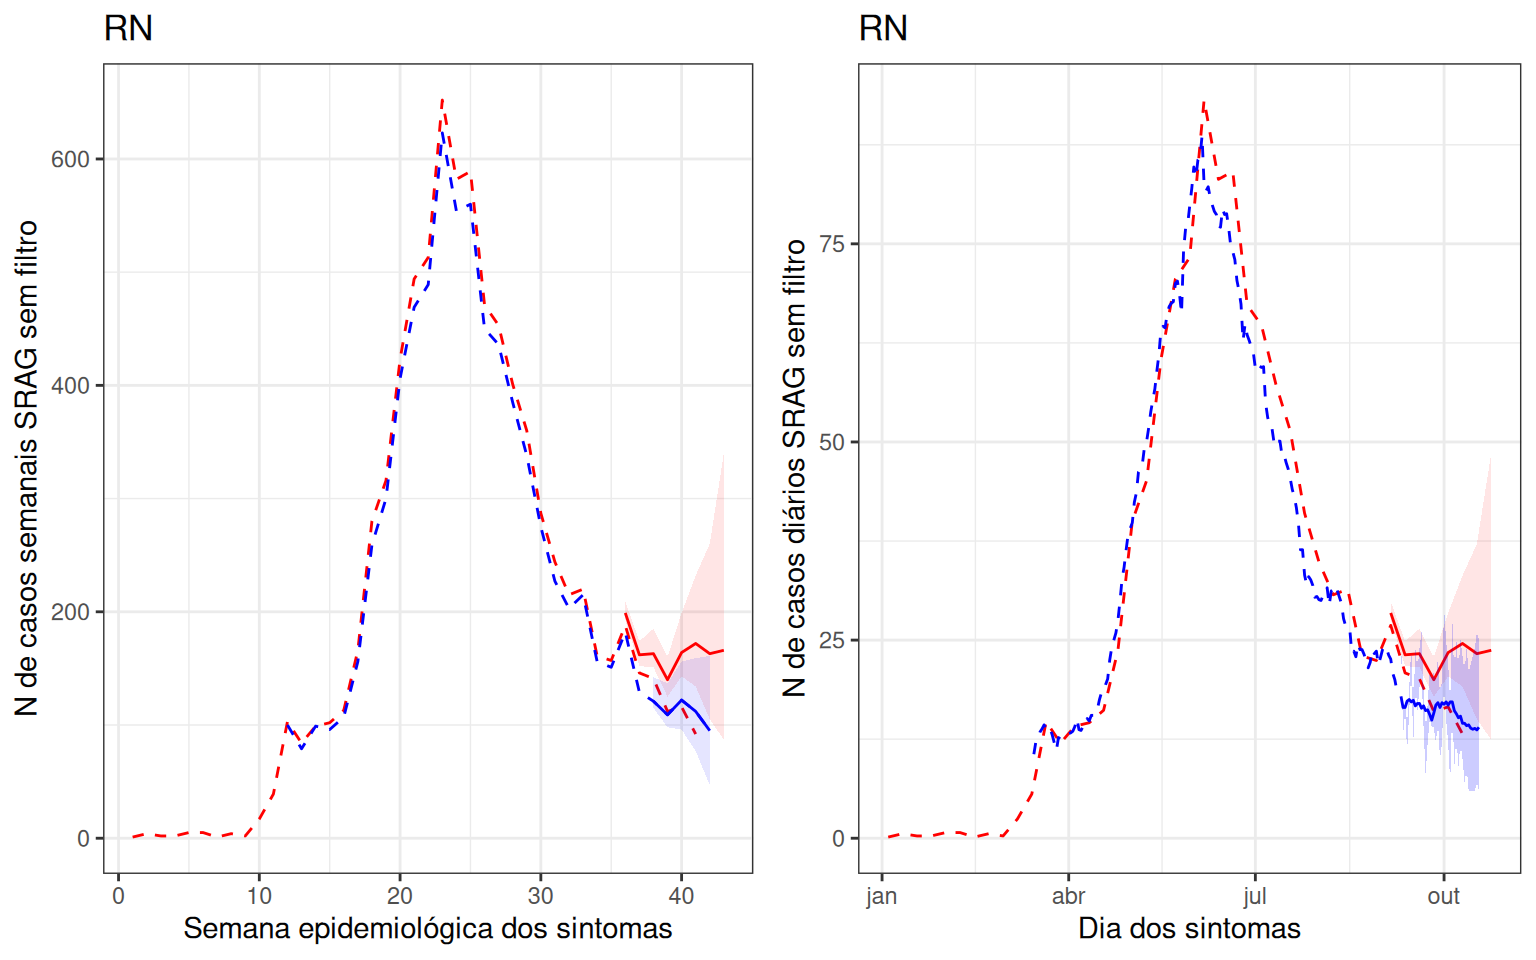 RN
N de casos semanais SRAG sem filtro
600
400
200
0
0 10 20 30 40
Semana epidemiológica dos sintomas
RN
N de casos diários SRAG sem filtro
75
50
25
0
jan abr jul out
Dia dos sintomas